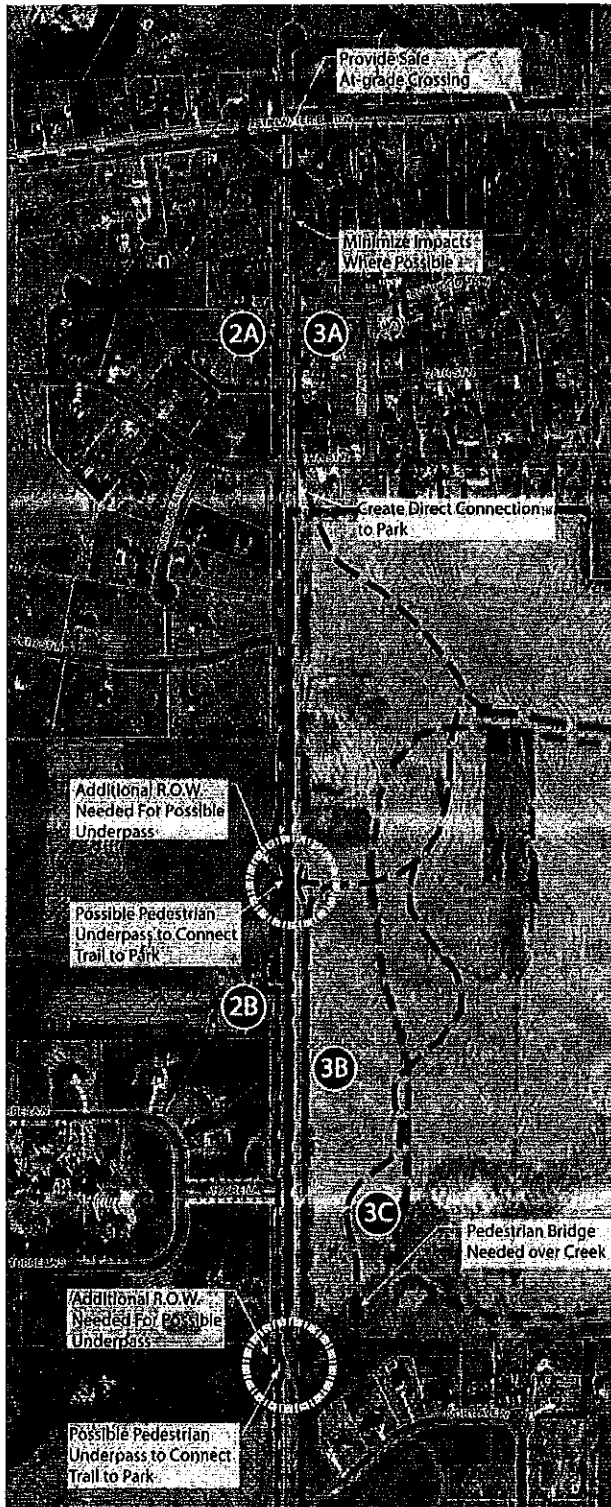 Provide Safe
At-grade Crossing
Minimize Impacts
Where Possible
2A
3A
Create Direct Connection
to Park
Additional R.O.W.
Needed For Possible
Underpass
Possible Pedestrian
Underpass to Connect
Trail to Park
2B
3B
3C
Pedestrian Bridge
Needed over Creek
Additional R.O.W.
Needed For Possible
Underpass
Possible Pedestrian
Underpass to Connect
Trail to Park